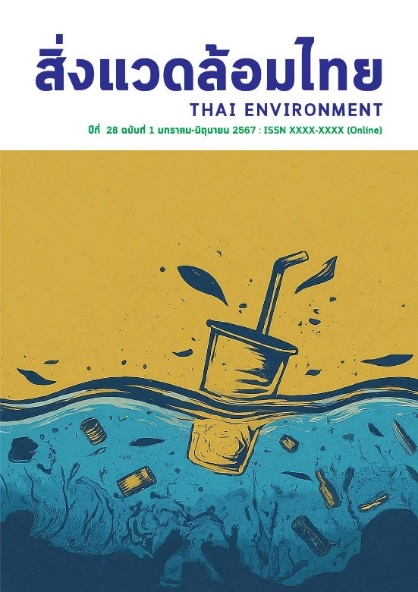 สิ่งแวดล้อมไทย
THAI ENVIRONMENT
ปีที่ 28 ฉบับที่ 1 มกราคม-มิถุนายน 2567 : ISSN XXXX-XXXX (Online)